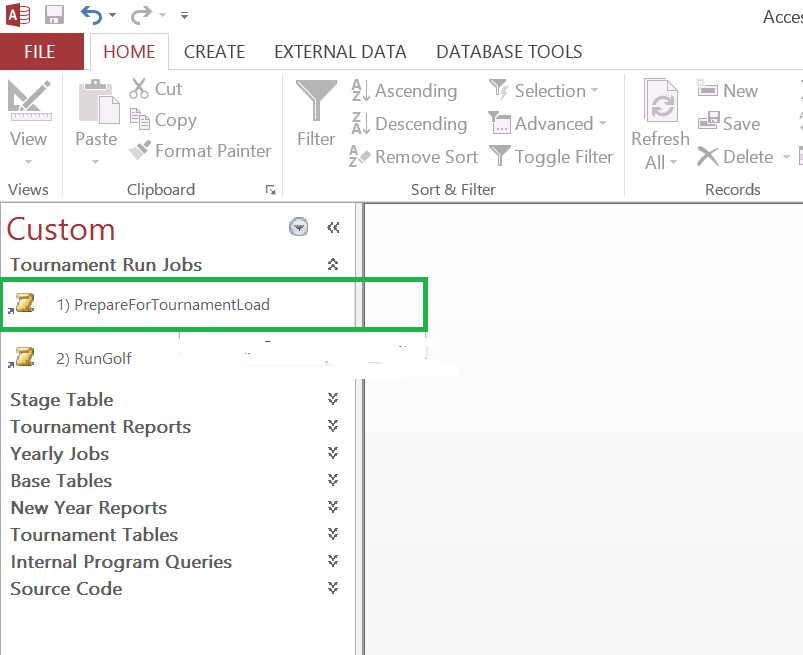 Acces
FILE HOME CREATE EXTERNAL DATA DATABASE TOOLS
View
Views
Paste
Cut
Copy
Format Painter
Clipboard
Filter
Ascending
Descending
Remove Sort
Selection
Advanced
Toggle Filter
Sort & Filter
Refresh
All
New
Save
Delete
Records
Custom
Tournament Run Jobs
1) PrepareForTournamentLoad
2) RunGolf
Stage Table
Tournament Reports
Yearly Jobs
Base Tables
New Year Reports
Tournament Tables
Internal Program Queries
Source Code